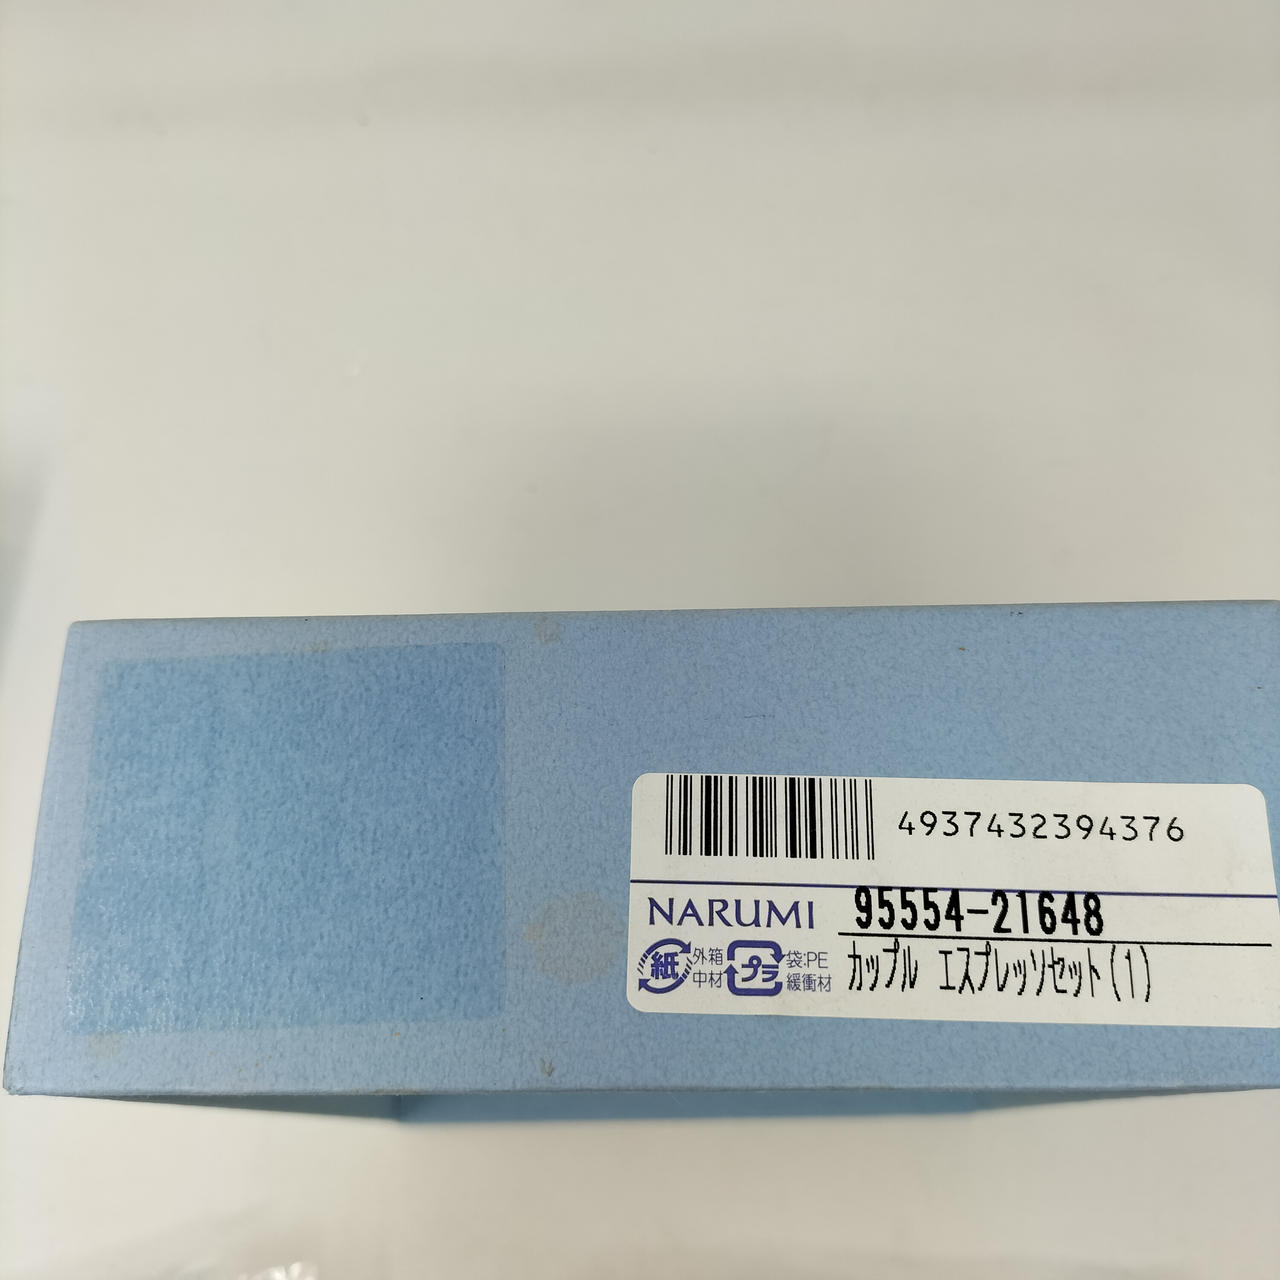 4937432394376
NARUMI 95554-21648
紙 外箱 中材 プラ 袋:PE 緩衝材
カップル エスプレッソセット(1)